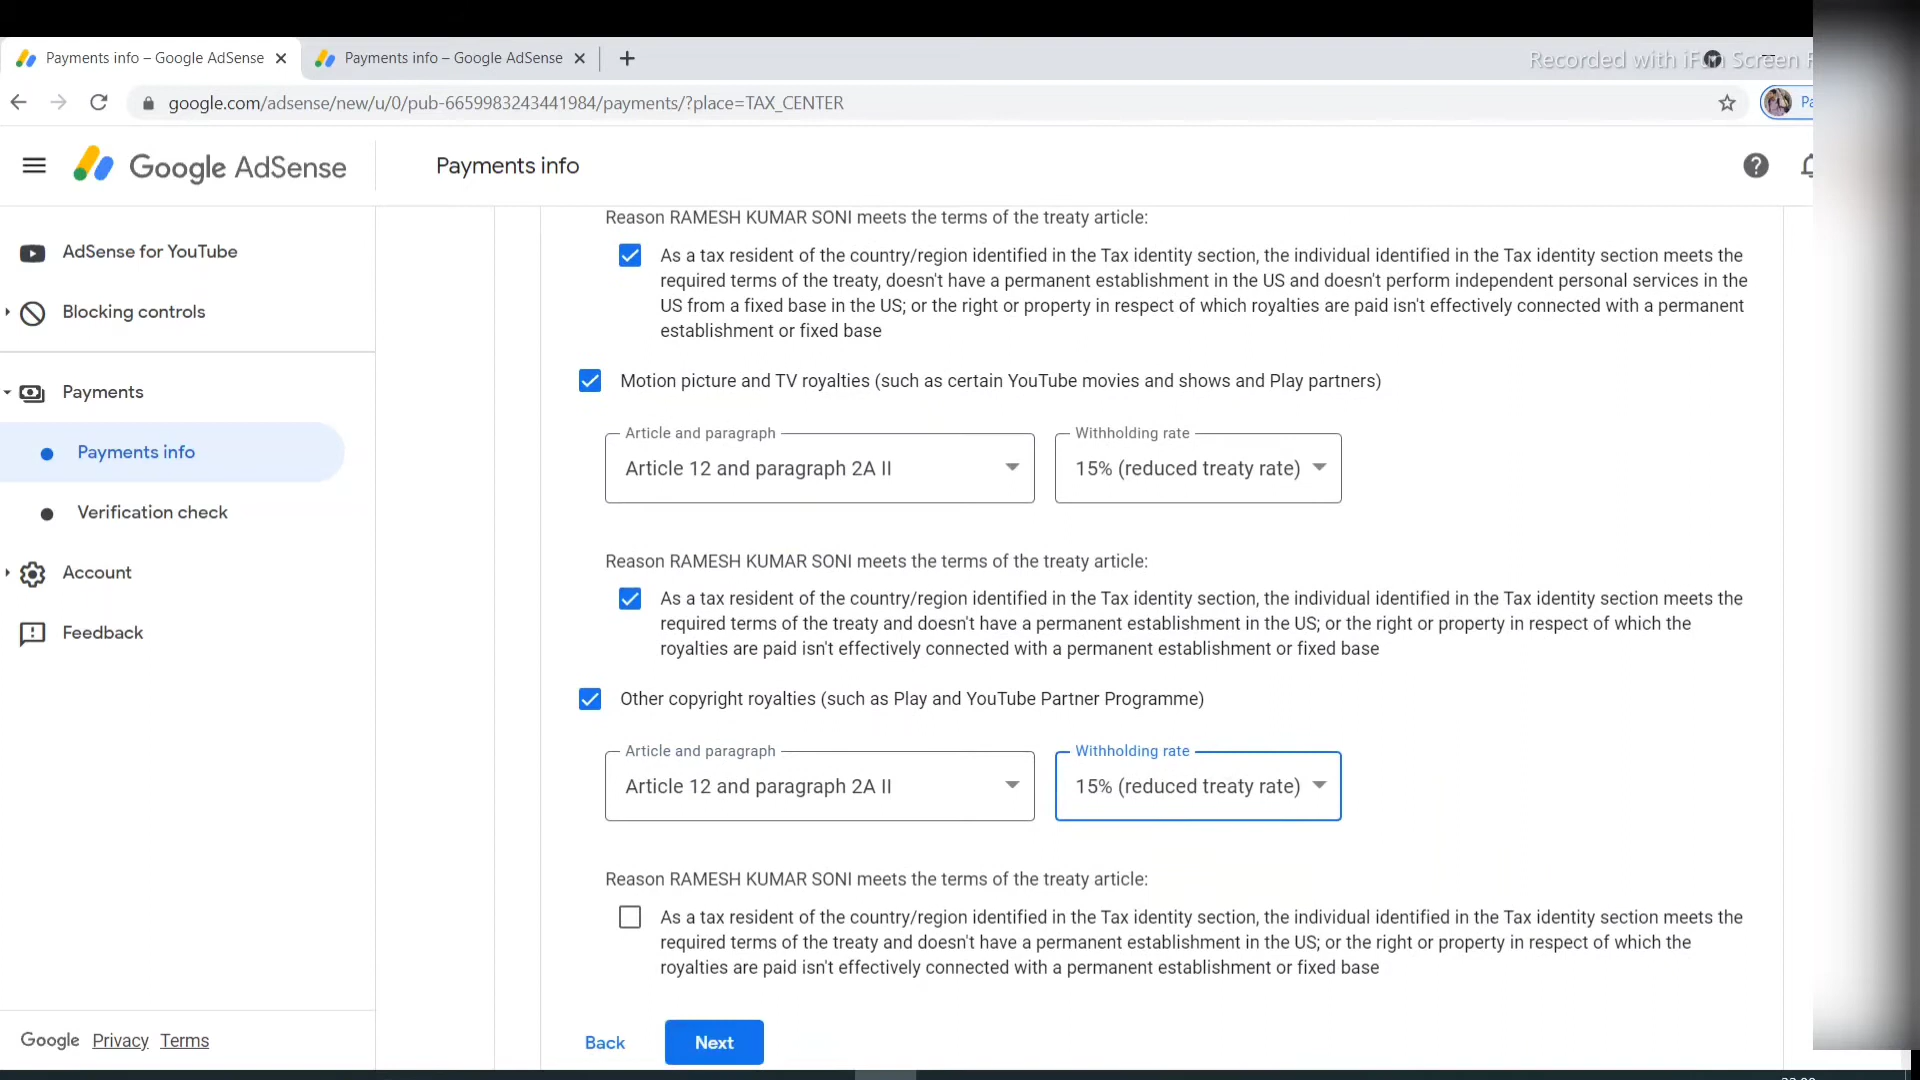 Payments info – Google AdSense
Payments info – Google AdSense
Recorded with iFun Screen
google.com/adsense/new/u/0/pub-6659983243441984/payments/?place=TAX_CENTER
Google AdSense
Payments info
AdSense for YouTube
Blocking controls
Payments
Payments info
Verification check
Account
Feedback
Google Privacy Terms
Reason RAMESH KUMAR SONI meets the terms of the treaty article:
As a tax resident of the country/region identified in the Tax identity section, the individual identified in the Tax identity section meets the
required terms of the treaty, doesn't have a permanent establishment in the US and doesn't perform independent personal services in the
US from a fixed base in the US; or the right or property in respect of which royalties are paid isn't effectively connected with a permanent
establishment or fixed base
Motion picture and TV royalties (such as certain YouTube movies and shows and Play partners)
Article and paragraph
Article 12 and paragraph 2A II
Withholding rate
15% (reduced treaty rate)
Reason RAMESH KUMAR SONI meets the terms of the treaty article:
As a tax resident of the country/region identified in the Tax identity section, the individual identified in the Tax identity section meets the
required terms of the treaty and doesn't have a permanent establishment in the US; or the right or property in respect of which the
royalties are paid isn't effectively connected with a permanent establishment or fixed base
Other copyright royalties (such as Play and YouTube Partner Programme)
Article and paragraph
Article 12 and paragraph 2A II
Withholding rate
15% (reduced treaty rate)
Reason RAMESH KUMAR SONI meets the terms of the treaty article:
As a tax resident of the country/region identified in the Tax identity section, the individual identified in the Tax identity section meets the
required terms of the treaty and doesn't have a permanent establishment in the US; or the right or property in respect of which the
royalties are paid isn't effectively connected with a permanent establishment or fixed base
Back
Next